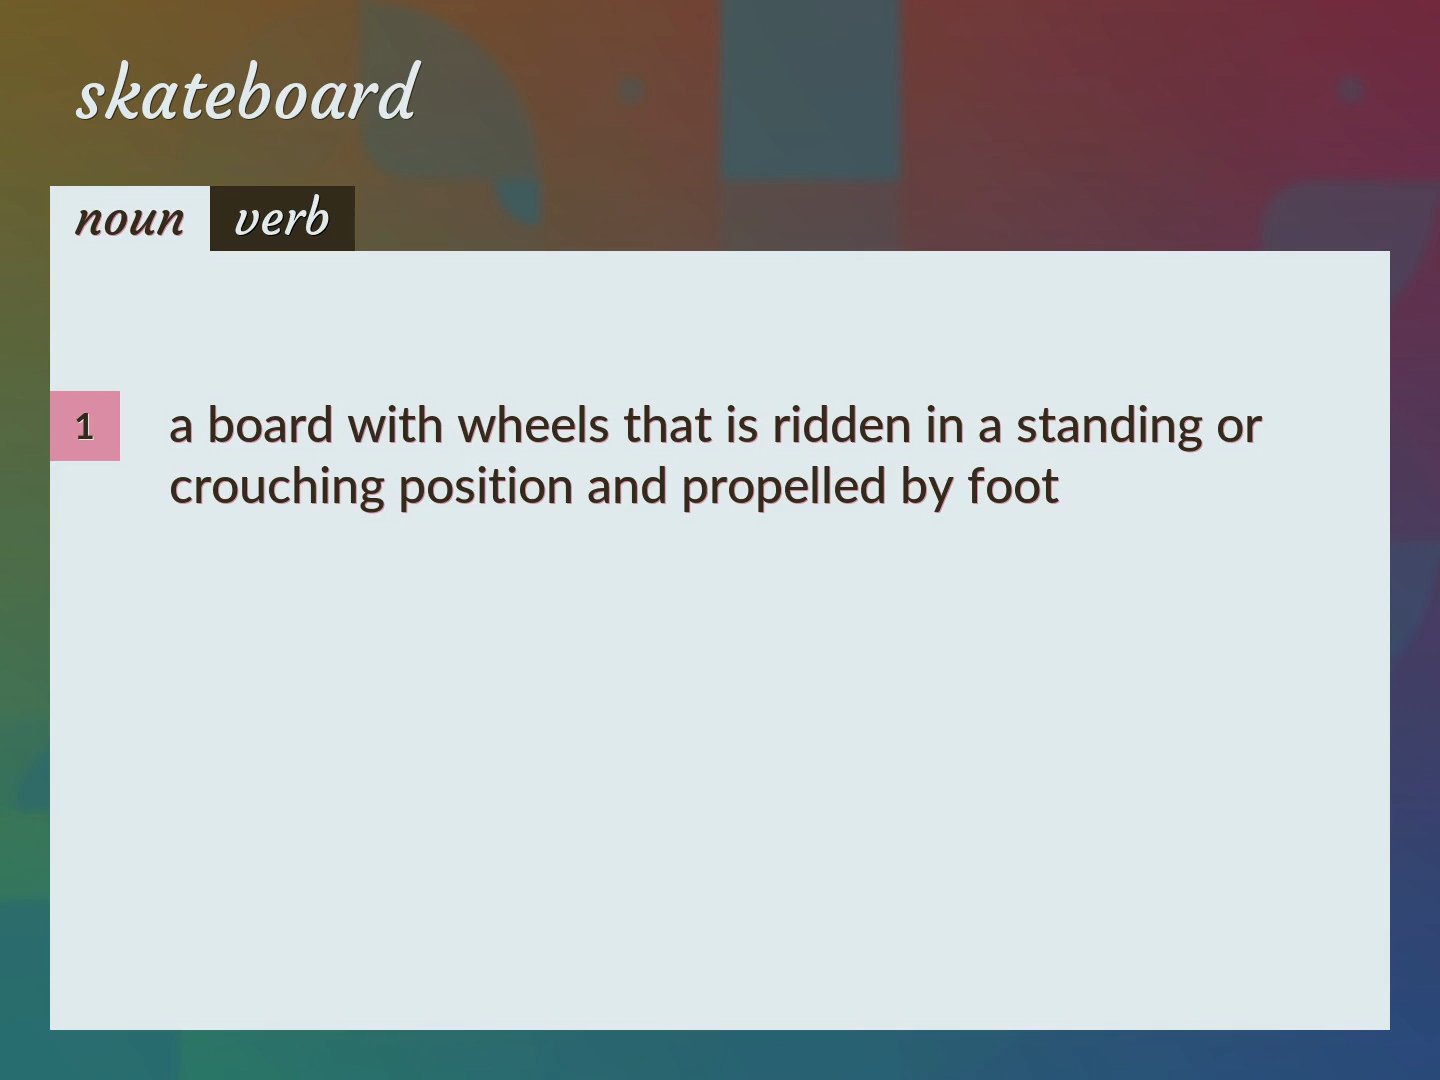 skateboard
noun verb
1 a board with wheels that is ridden in a standing or
crouching position and propelled by foot